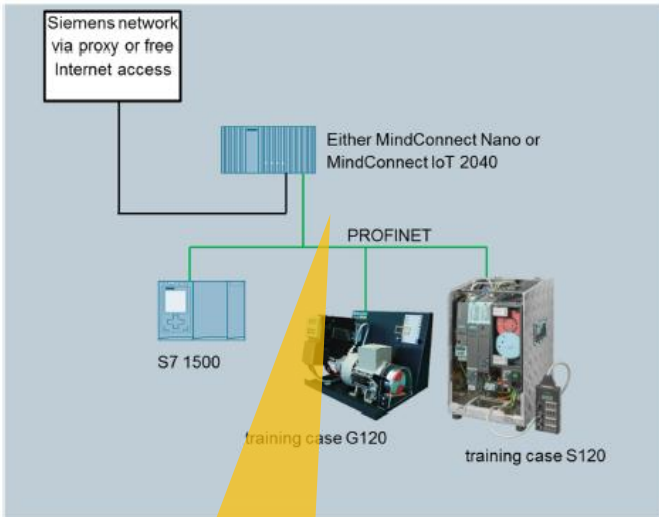 Siemens network
via proxy or free
Internet access
Either MindConnect Nano or
MindConnect IoT 2040
PROFINET
S7 1500
training case G120
training case S120